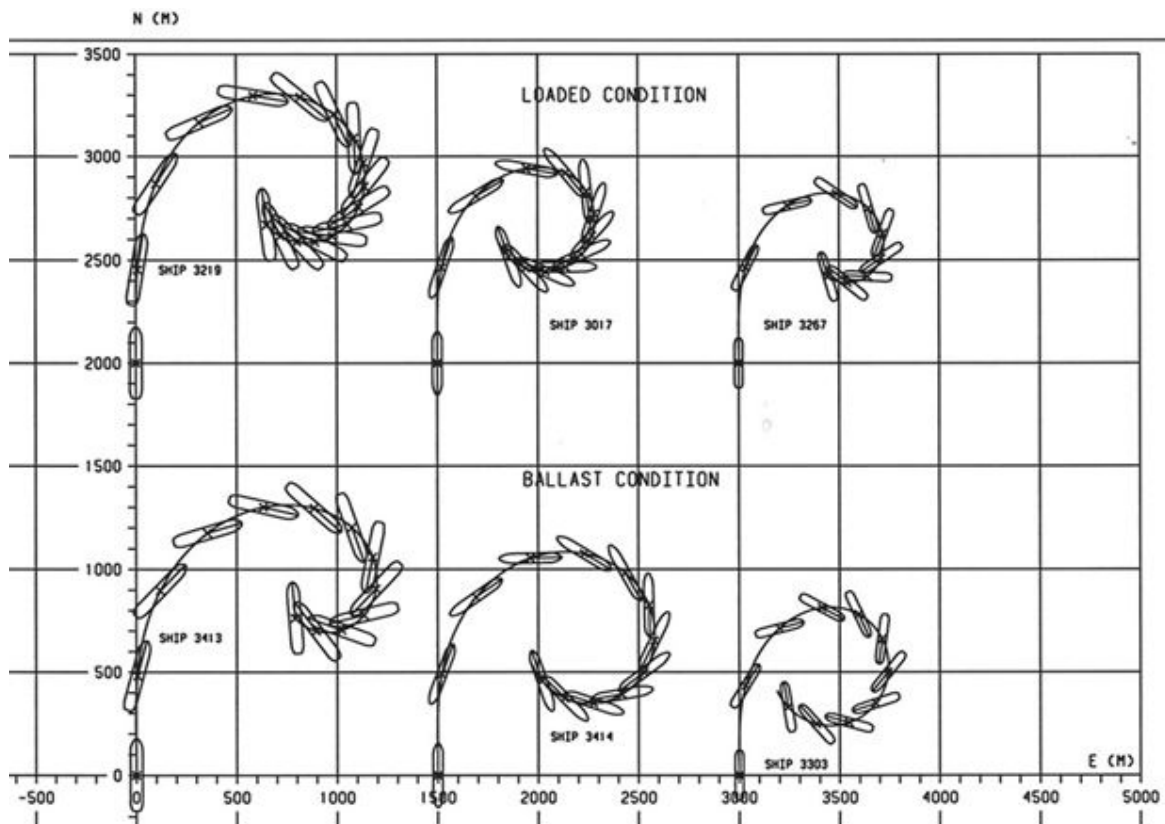 N (M)
3500
LOADED CONDITION
3000
2500
SHIP 3219
SHIP 3017
SHIP 3267
2000
1500
BALLAST CONDITION
1000
SHIP 3413
500
SHIP 3414
SHIP 3303
E (M)
0
-500 0 500 1000 1500 2000 2500 3000 3500 4000 4500 5000